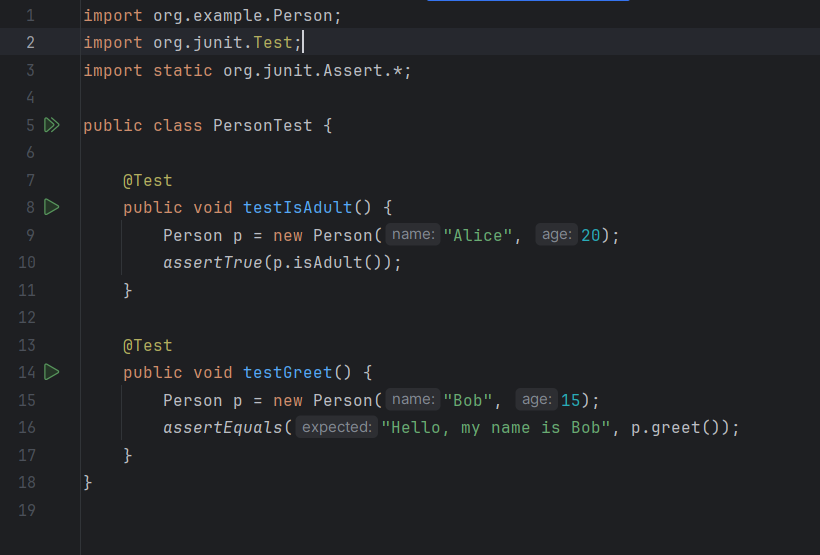 1 import org.example.Person;
2 import org.junit.Test;
3 import static org.junit.Assert.*;
4
5 public class PersonTest {
6
7 @Test
8 public void testIsAdult() {
9 Person p = new Person( name: "Alice", age: 20);
10 assertTrue(p.isAdult());
11 }
12
13 @Test
14 public void testGreet() {
15 Person p = new Person( name: "Bob", age: 15);
16 assertEquals( expected: "Hello, my name is Bob", p.greet());
17 }
18 }
19